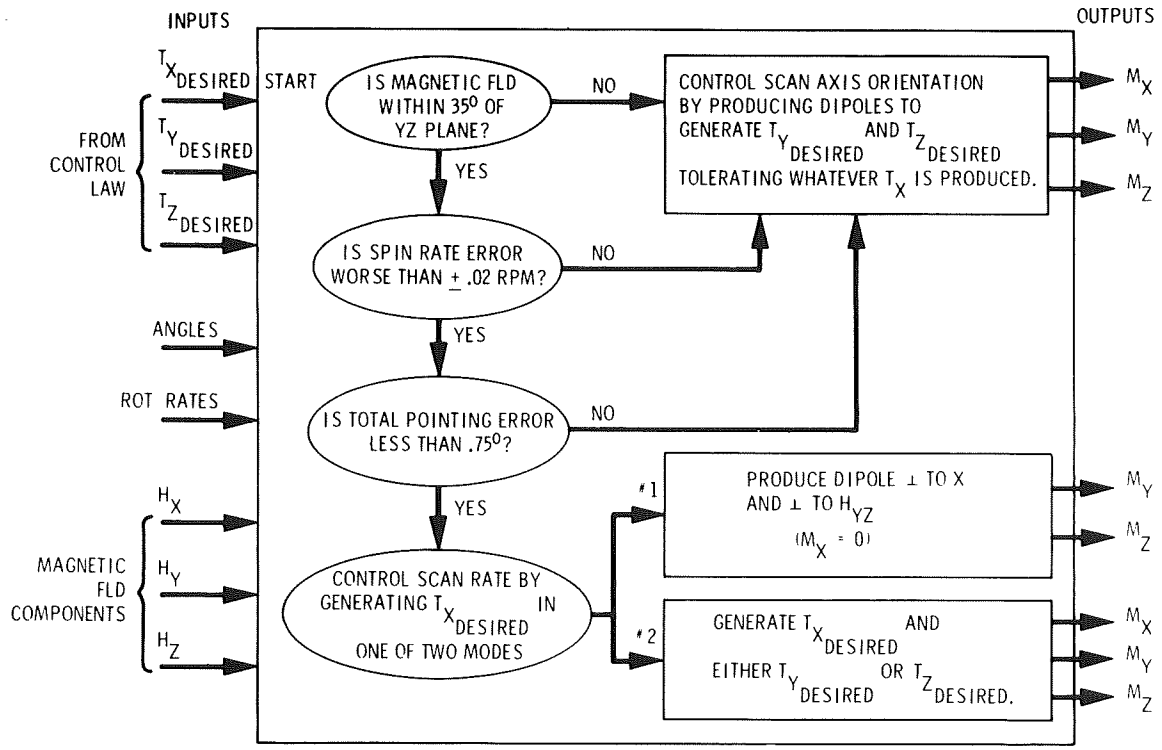 INPUTS
OUTPUTS
T X DESIRED
T Y DESIRED
T Z DESIRED
FROM
CONTROL
LAW
ANGLES
ROT RATES
H X
H Y
H Z
MAGNETIC
FLD
COMPONENTS
START
IS MAGNETIC FLD
WITHIN 35⁰ OF
YZ PLANE?
NO
YES
IS SPIN RATE ERROR
WORSE THAN ± .02 RPM?
NO
YES
IS TOTAL POINTING ERROR
LESS THAN .75⁰?
NO
YES
CONTROL SCAN RATE BY
GENERATING T X DESIRED IN
ONE OF TWO MODES
CONTROL SCAN AXIS ORIENTATION
BY PRODUCING DIPOLES TO
GENERATE T Y DESIRED AND T Z DESIRED
TOLERATING WHATEVER T X IS PRODUCED.
M X
M Y
M Z
#1
PRODUCE DIPOLE ⊥ TO X
AND ⊥ TO H YZ
(M X = 0)
M Y
M Z
#2
GENERATE T X DESIRED AND
EITHER T Y DESIRED OR T Z DESIRED.
M X
M Y
M Z